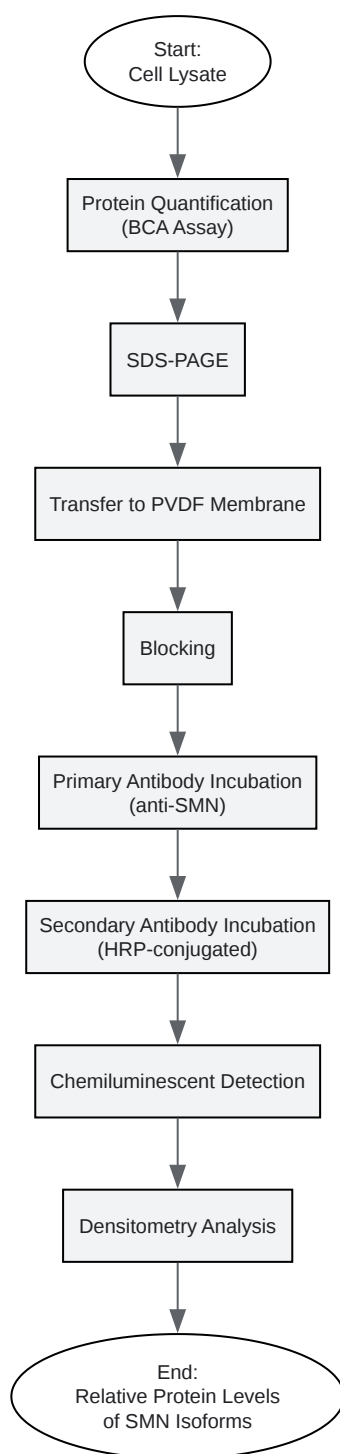 Start:
Cell Lysate
Protein Quantification
(BCA Assay)
SDS-PAGE
Transfer to PVDF Membrane
Blocking
Primary Antibody Incubation
(anti-SMN)
Secondary Antibody Incubation
(HRP-conjugated)
Chemiluminescent Detection
Densitometry Analysis
End:
Relative Protein Levels
of SMN Isoforms